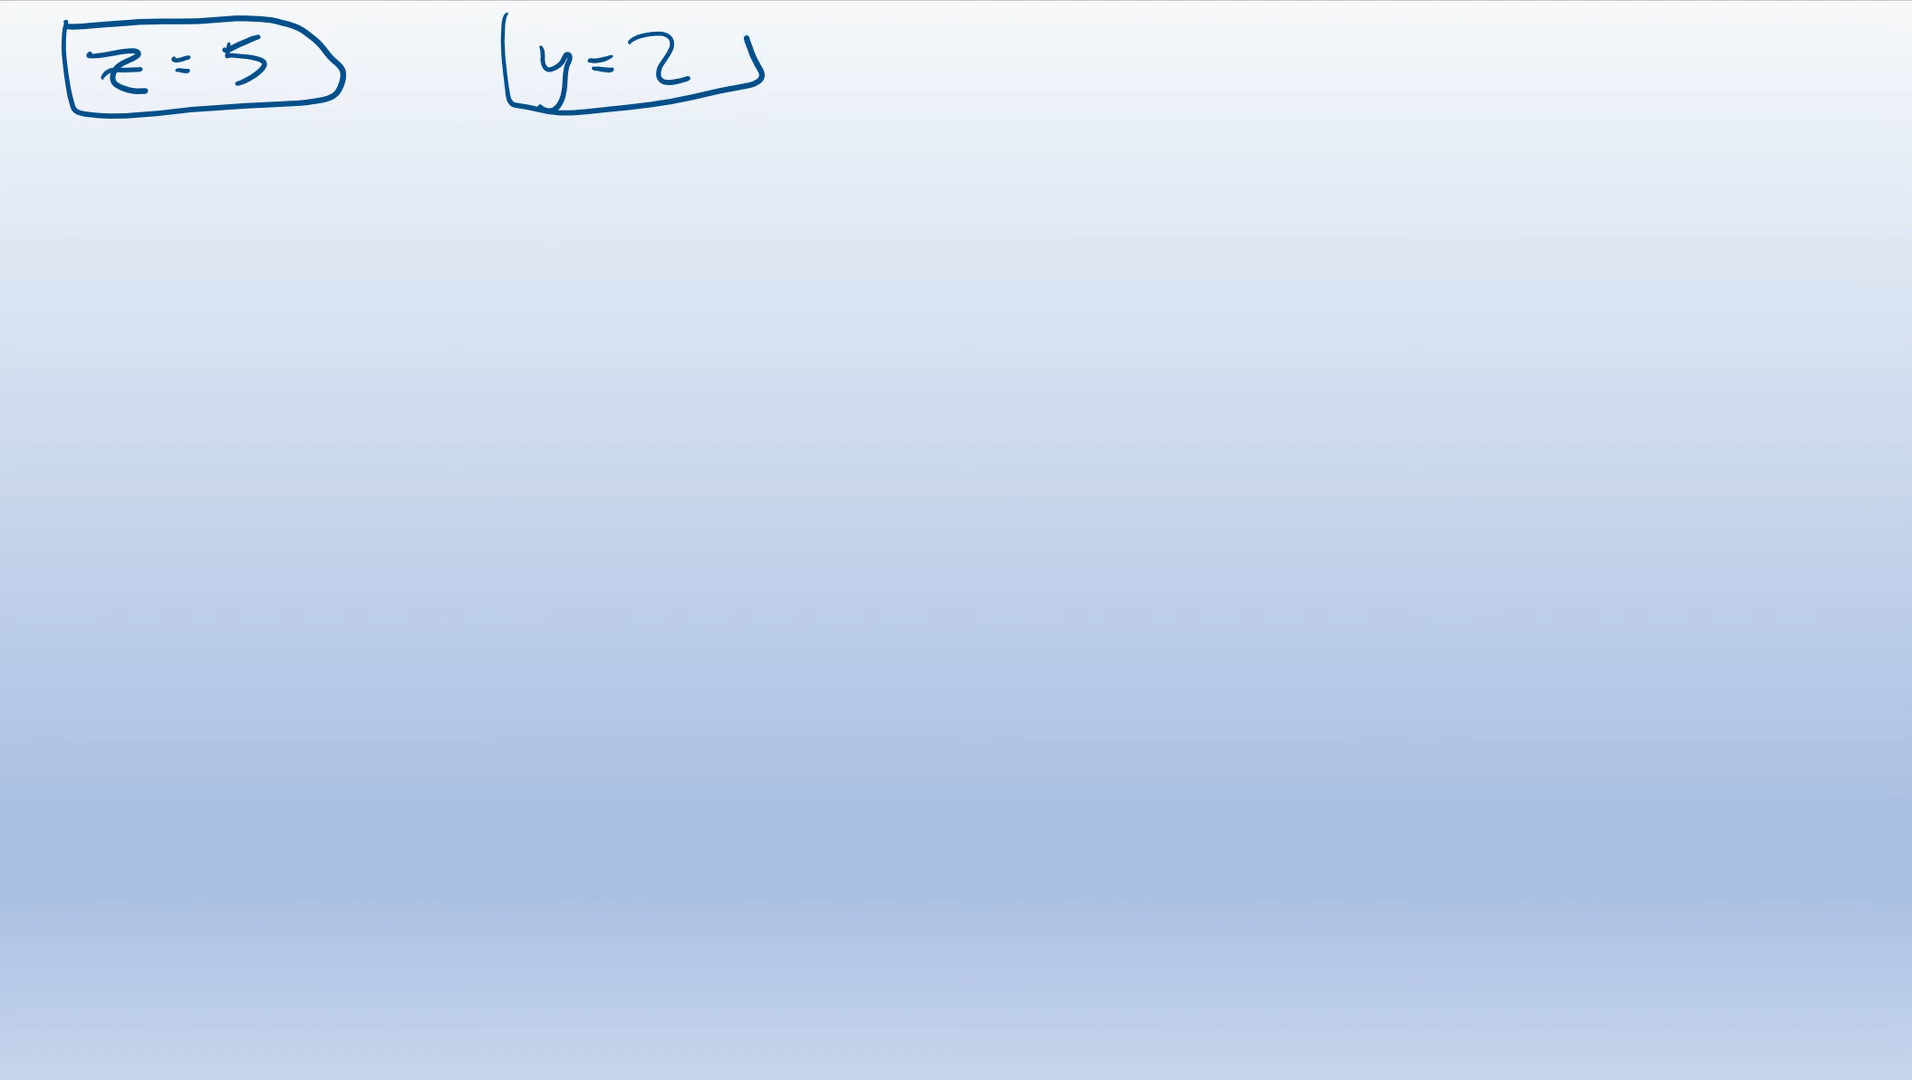 z = 5 y = 2